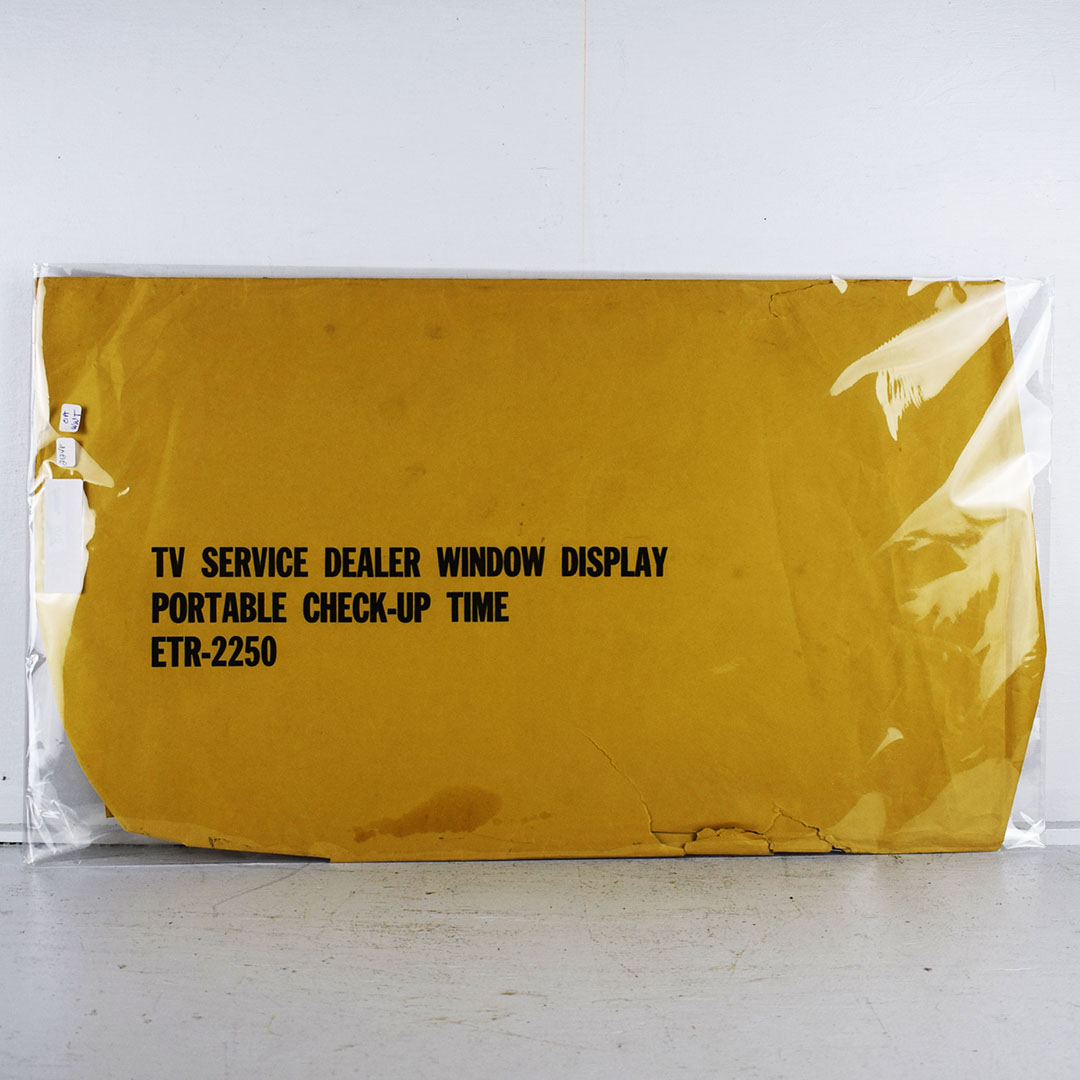 TV SERVICE DEALER WINDOW DISPLAY
PORTABLE CHECK-UP TIME
ETR-2250